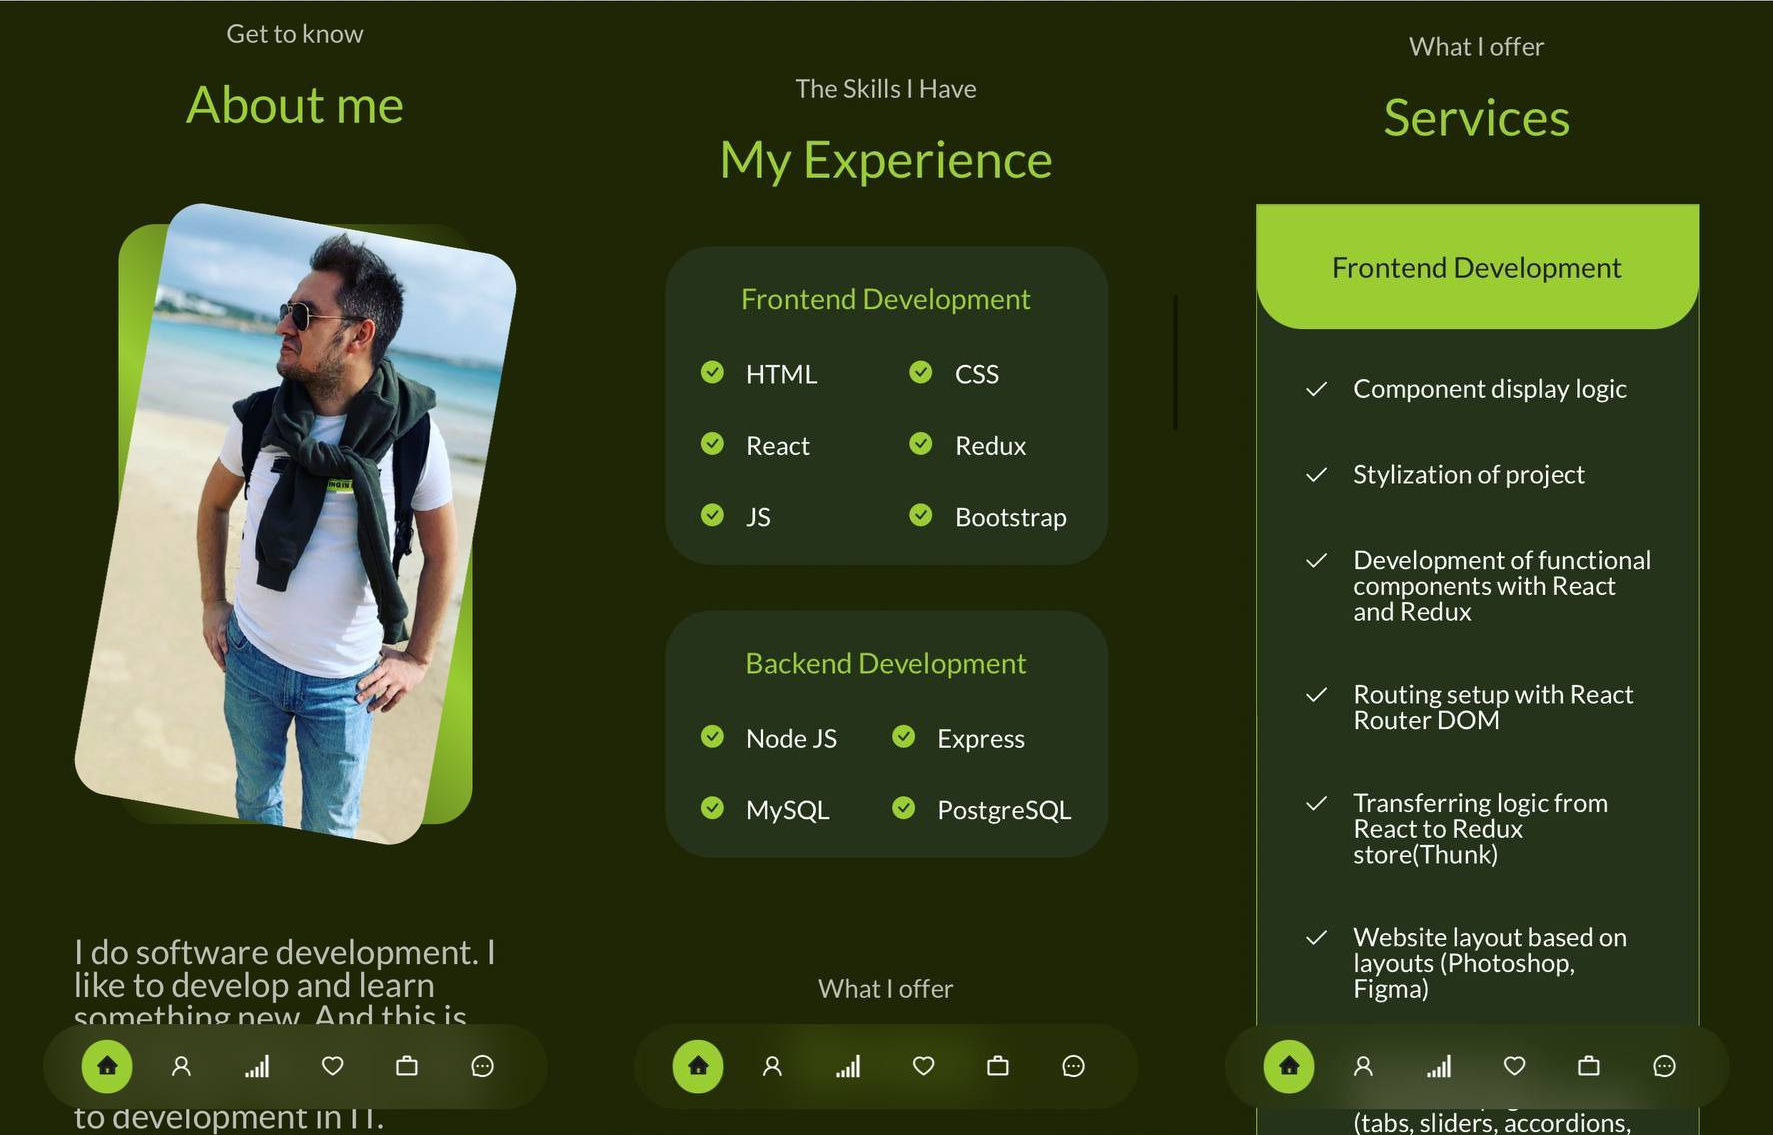 Get to know
About me
I do software development. I
like to develop and learn
something new. And this is
to development in IT.
The Skills I Have
My Experience
Frontend Development
HTML
CSS
React
Redux
JS
Bootstrap
Backend Development
Node JS
Express
MySQL
PostgreSQL
What I offer
What I offer
Services
Frontend Development
Component display logic
Stylization of project
Development of functional
components with React
and Redux
Routing setup with React
Router DOM
Transferring logic from
React to Redux
store(Thunk)
Website layout based on
layouts (Photoshop,
Figma)
(tabs, sliders, accordions,